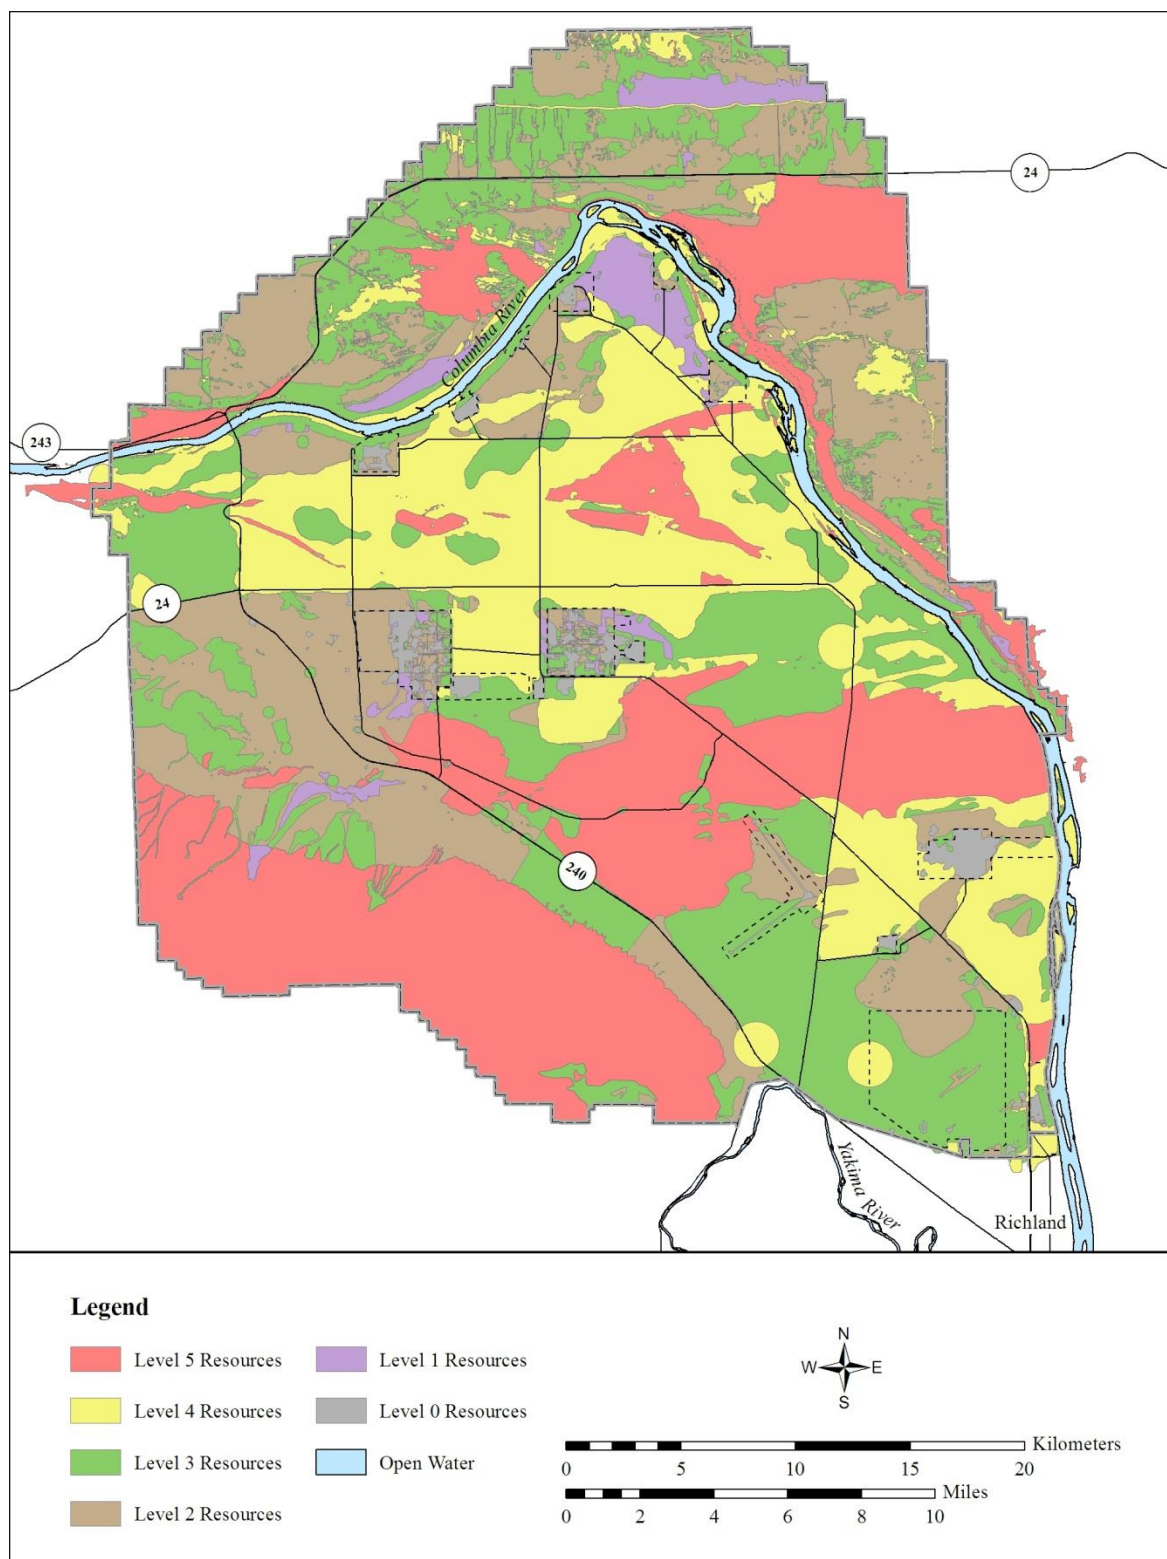 24
Columbia River
243
24
240
Yakima River
Richland
Legend
Level 5 Resources
Level 1 Resources
Level 4 Resources
Level 0 Resources
Level 3 Resources
Open Water
Level 2 Resources
N
W E
S
Kilometers
0 5 10 15 20
Miles
0 2 4 6 8 10